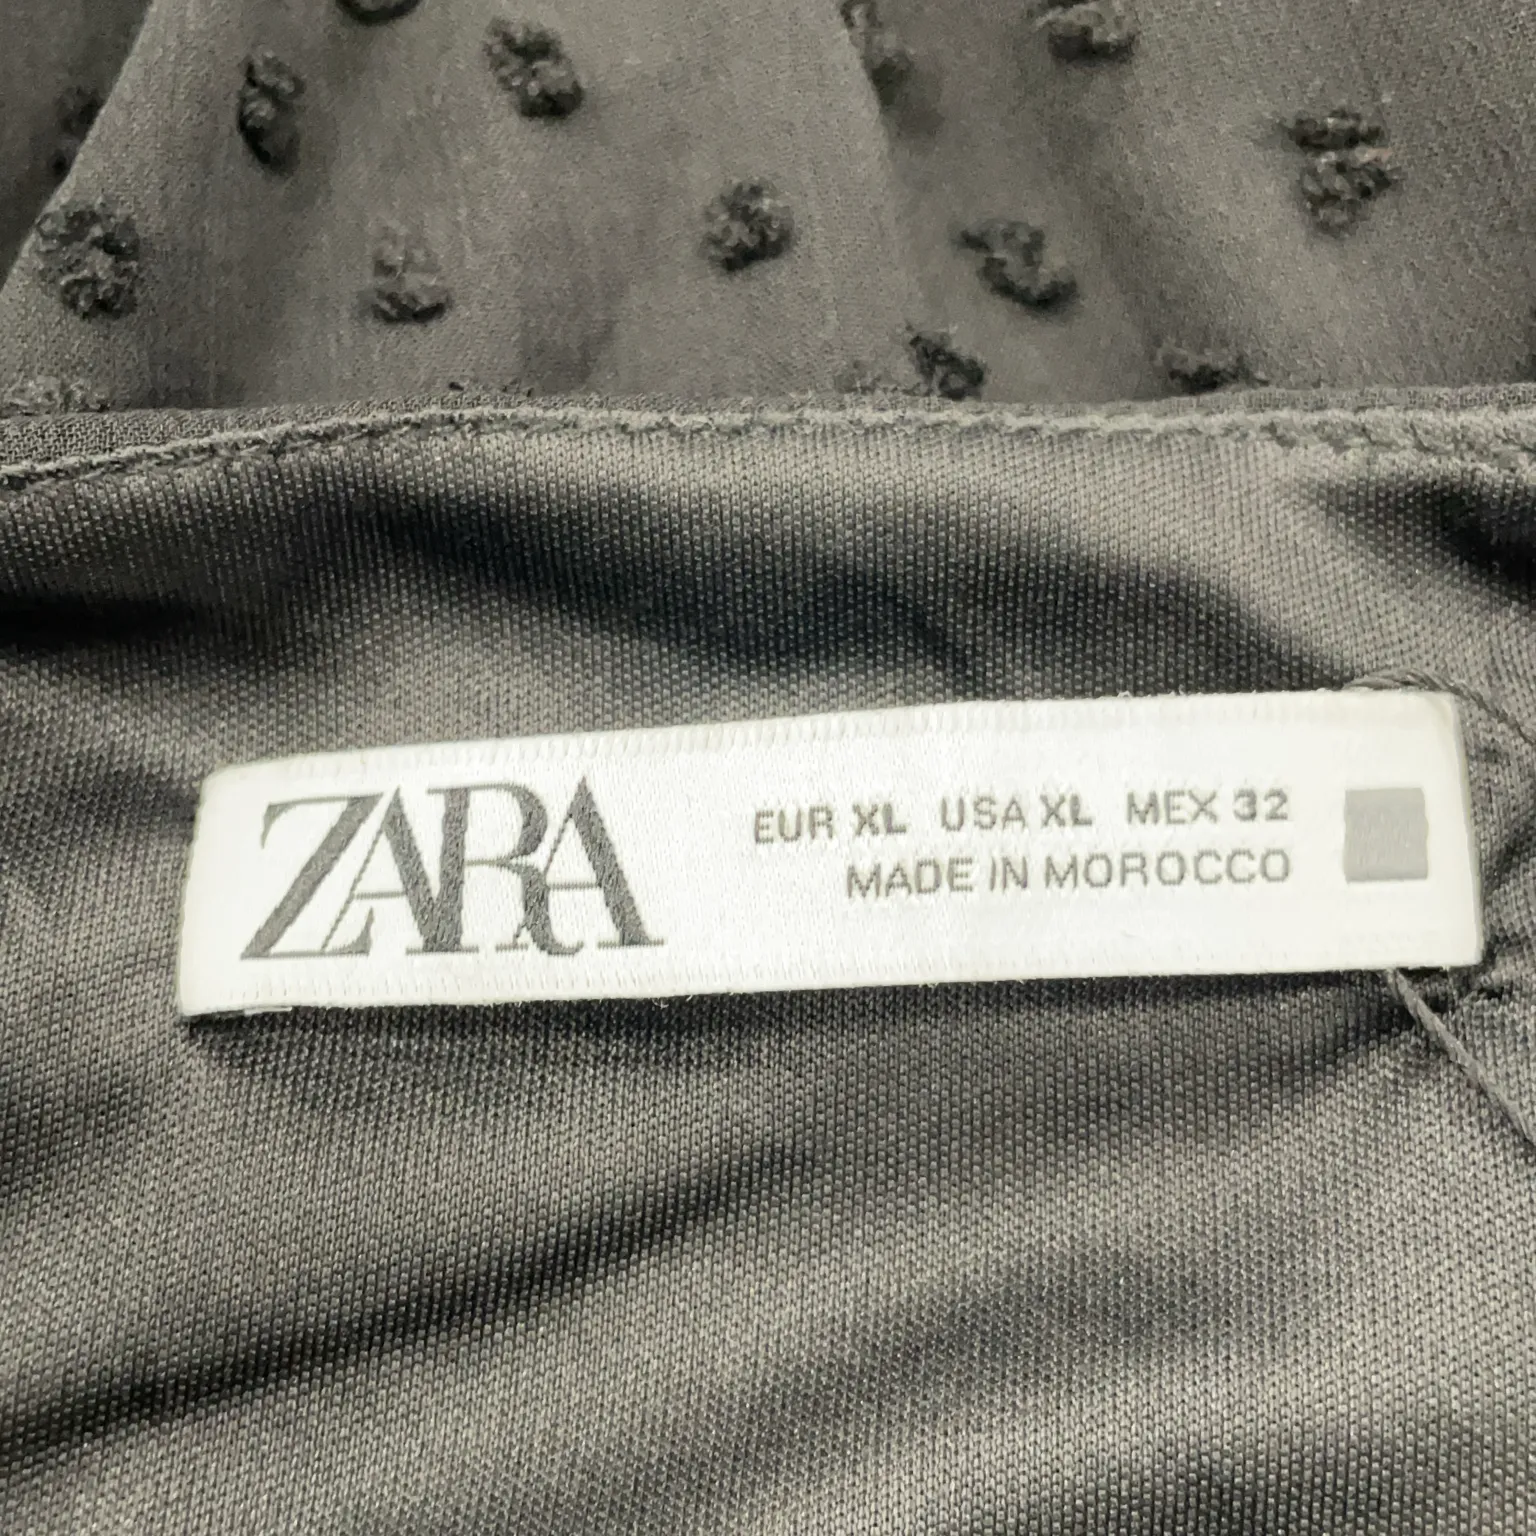 ZARA
EUR XL USA XL MEX 32
MADE IN MOROCCO